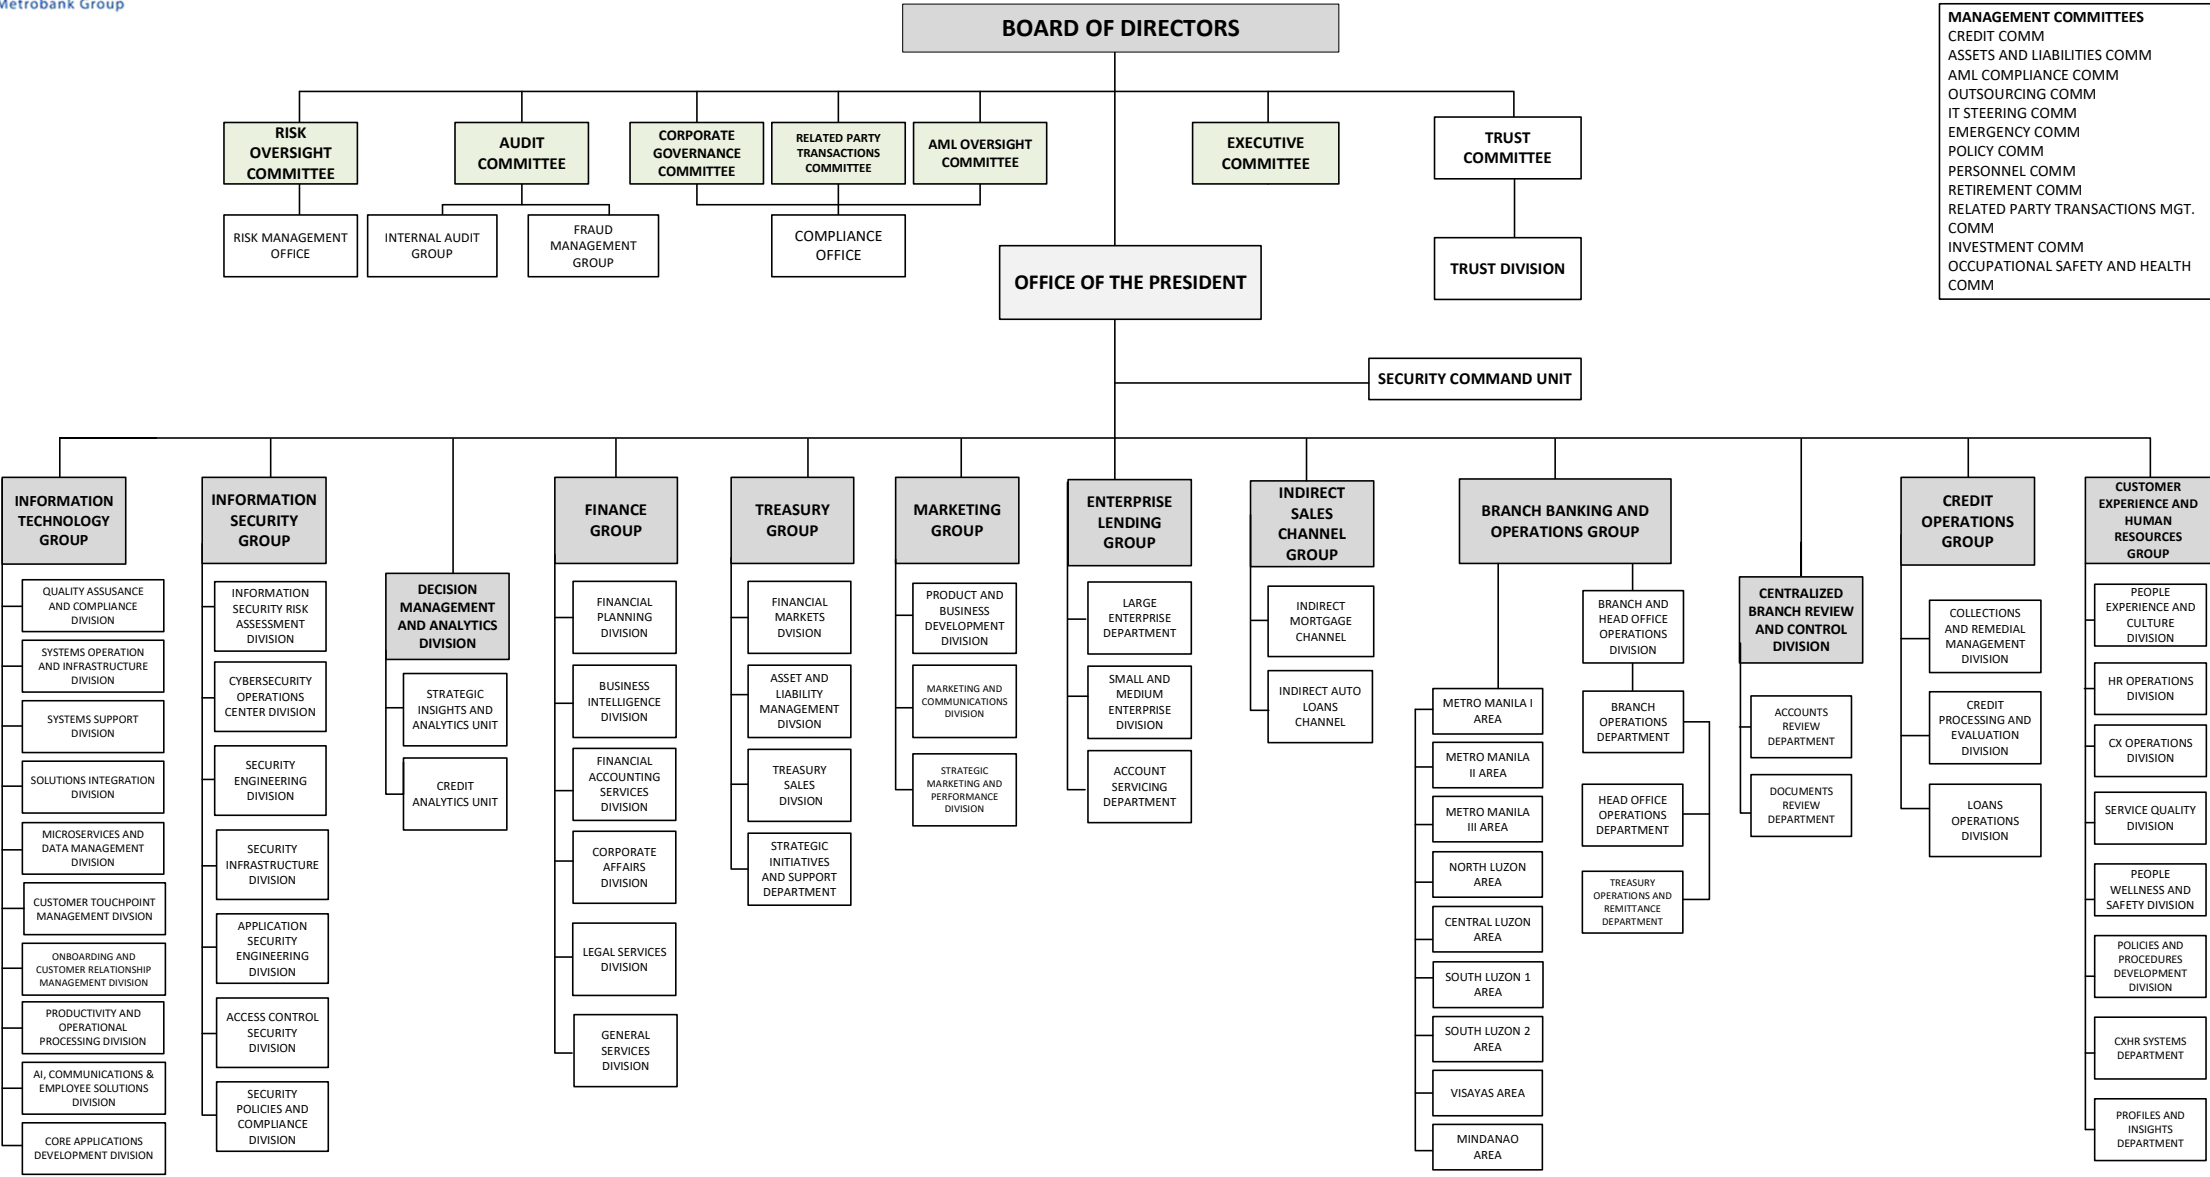 Metrobank Group
BOARD OF DIRECTORS
MANAGEMENT COMMITTEES
CREDIT COMM
ASSETS AND LIABILITIES COMM
AML COMPLIANCE COMM
OUTSOURCING COMM
IT STEERING COMM
EMERGENCY COMM
POLICY COMM
PERSONNEL COMM
RETIREMENT COMM
RELATED PARTY TRANSACTIONS MGT.
COMM
INVESTMENT COMM
OCCUPATIONAL SAFETY AND HEALTH
COMM
RISK
OVERSIGHT
COMMITTEE
AUDIT
COMMITTEE
CORPORATE
GOVERNANCE
COMMITTEE
RELATED PARTY
TRANSACTIONS
COMMITTEE
AML OVERSIGHT
COMMITTEE
EXECUTIVE
COMMITTEE
TRUST
COMMITTEE
RISK MANAGEMENT
OFFICE
INTERNAL AUDIT
GROUP
FRAUD
MANAGEMENT
GROUP
COMPLIANCE
OFFICE
OFFICE OF THE PRESIDENT
TRUST DIVISION
SECURITY COMMAND UNIT
INFORMATION
TECHNOLOGY
GROUP
QUALITY ASSUSANCE
AND COMPLIANCE
DIVISION
SYSTEMS OPERATION
AND INFRASTRUCTURE
DIVISION
SYSTEMS SUPPORT
DIVISION
SOLUTIONS INTEGRATION
DIVISION
MICROSERVICES AND
DATA MANAGEMENT
DIVISION
CUSTOMER TOUCHPOINT
MANAGEMENT DIVSION
ONBOARDING AND
CUSTOMER RELATIONSHIP
MANAGEMENT DIVISION
PRODUCTIVITY AND
OPERATIONAL
PROCESSING DIVISION
AI, COMMUNICATIONS &
EMPLOYEE SOLUTIONS
DIVISION
CORE APPLICATIONS
DEVELOPMENT DIVISION
INFORMATION
SECURITY
GROUP
INFORMATION
SECURITY RISK
ASSESSMENT
DIVISION
CYBERSECURITY
OPERATIONS
CENTER DIVISION
SECURITY
ENGINEERING
DIVISION
SECURITY
INFRASTRUCTURE
DIVISION
APPLICATION
SECURITY
ENGINEERING
DIVISION
ACCESS CONTROL
SECURITY
DIVISION
SECURITY
POLICIES AND
COMPLIANCE
DIVISION
DECISION
MANAGEMENT
AND ANALYTICS
DIVISION
STRATEGIC
INSIGHTS AND
ANALYTICS UNIT
CREDIT
ANALYTICS UNIT
FINANCE
GROUP
FINANCIAL
PLANNING
DIVISION
BUSINESS
INTELLIGENCE
DIVISION
FINANCIAL
ACCOUNTING
SERVICES
DIVISION
CORPORATE
AFFAIRS
DIVISION
LEGAL SERVICES
DIVISION
GENERAL
SERVICES
DIVISION
TREASURY
GROUP
FINANCIAL
MARKETS
DIVISION
ASSET AND
LIABILITY
MANAGEMENT
DIVSION
TREASURY
SALES
DIVSION
STRATEGIC
INITIATIVES
AND SUPPORT
DEPARTMENT
MARKETING
GROUP
PRODUCT AND
BUSINESS
DEVELOPMENT
DIVISION
MARKETING AND
COMMUNICATIONS
DIVISION
STRATEGIC
MARKETING AND
PERFORMANCE
DIVISION
ENTERPRISE
LENDING
GROUP
LARGE
ENTERPRISE
DEPARTMENT
SMALL AND
MEDIUM
ENTERPRISE
DIVISION
ACCOUNT
SERVICING
DEPARTMENT
INDIRECT
SALES
CHANNEL
GROUP
INDIRECT
MORTGAGE
CHANNEL
INDIRECT AUTO
LOANS
CHANNEL
BRANCH BANKING AND
OPERATIONS GROUP
METRO MANILA I
AREA
METRO MANILA
II AREA
METRO MANILA
III AREA
NORTH LUZON
AREA
CENTRAL LUZON
AREA
SOUTH LUZON 1
AREA
SOUTH LUZON 2
AREA
VISAYAS AREA
MINDANAO
AREA
BRANCH AND
HEAD OFFICE
OPERATIONS
DIVISION
BRANCH
OPERATIONS
DEPARTMENT
HEAD OFFICE
OPERATIONS
DEPARTMENT
TREASURY
OPERATIONS AND
REMITTANCE
DEPARTMENT
CENTRALIZED
BRANCH REVIEW
AND CONTROL
DIVISION
ACCOUNTS
REVIEW
DEPARTMENT
DOCUMENTS
REVIEW
DEPARTMENT
CREDIT
OPERATIONS
GROUP
COLLECTIONS
AND REMEDIAL
MANAGEMENT
DIVISION
CREDIT
PROCESSING AND
EVALUATION
DIVISION
LOANS
OPERATIONS
DIVISION
CUSTOMER
EXPERIENCE AND
HUMAN
RESOURCES
GROUP
PEOPLE
EXPERIENCE AND
CULTURE
DIVISION
HR OPERATIONS
DIVISION
CX OPERATIONS
DIVISION
SERVICE QUALITY
DIVISION
PEOPLE
WELLNESS AND
SAFETY DIVISION
POLICIES AND
PROCEDURES
DEVELOPMENT
DIVISION
CXHR SYSTEMS
DEPARTMENT
PROFILES AND
INSIGHTS
DEPARTMENT